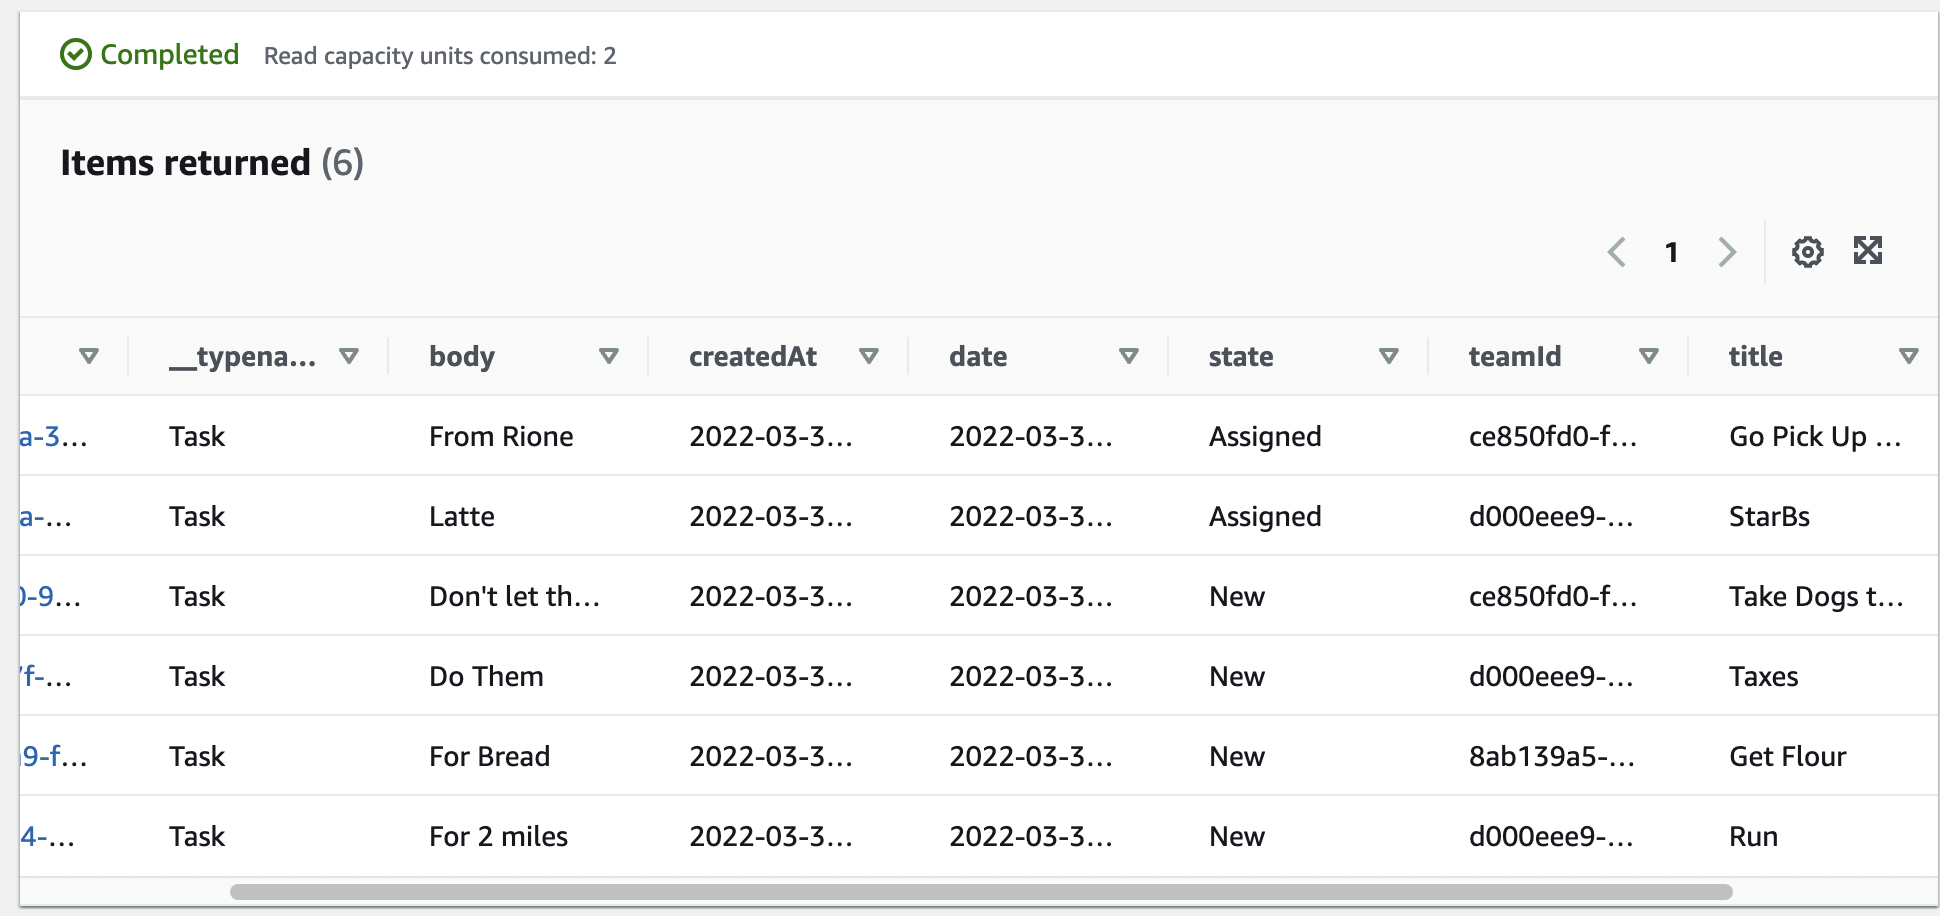 Completed Read capacity units consumed: 2
Items returned (6)
1
__typena... body createdAt date state teamId title
a-3... Task From Rione 2022-03-3... 2022-03-3... Assigned ce850fd0-f... Go Pick Up ...
a-... Task Latte 2022-03-3... 2022-03-3... Assigned d000eee9-... StarBs
-9... Task Don't let th... 2022-03-3... 2022-03-3... New ce850fd0-f... Take Dogs t...
f-... Task Do Them 2022-03-3... 2022-03-3... New d000eee9-... Taxes
9-f... Task For Bread 2022-03-3... 2022-03-3... New 8ab139a5-... Get Flour
4-... Task For 2 miles 2022-03-3... 2022-03-3... New d000eee9-... Run